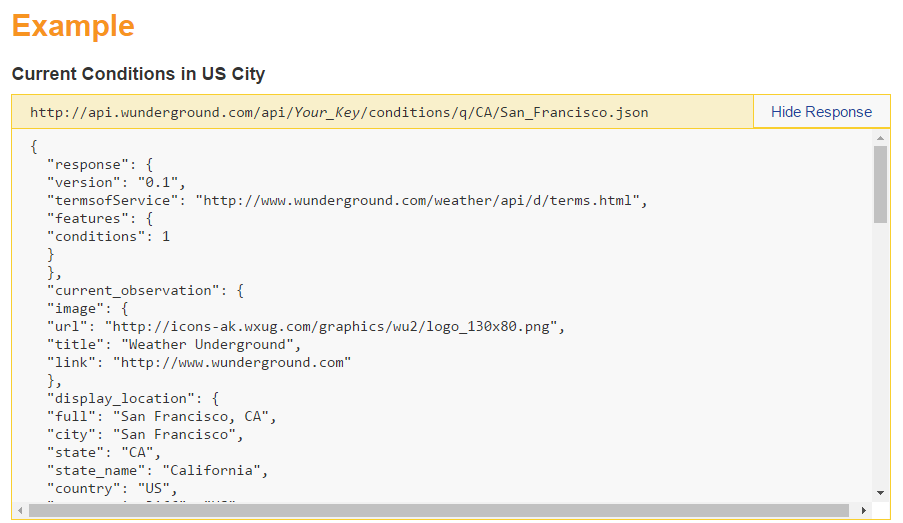 Example
Current Conditions in US City
http://api.wunderground.com/api/Your_Key/conditions/q/CA/San_Francisco.json
Hide Response
{
"response": {
"version": "0.1",
"termsofService": "http://www.wunderground.com/weather/api/d/terms.html",
"features": {
"conditions": 1
}
},
"current_observation": {
"image": {
"url": "http://icons-ak.wxug.com/graphics/wu2/logo_130x80.png",
"title": "Weather Underground",
"link": "http://www.wunderground.com"
},
"display_location": {
"full": "San Francisco, CA",
"city": "San Francisco",
"state": "CA",
"state_name": "California",
"country": "US",